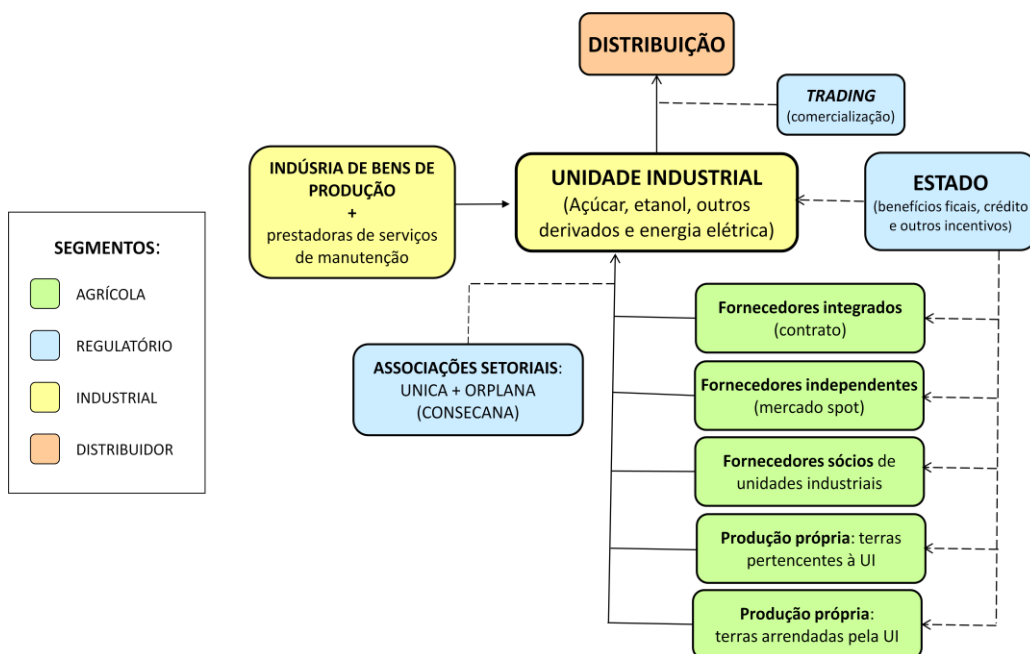 DISTRIBUIÇÃO
TRADING
(comercialização)
INDÚSRIA DE BENS DE
PRODUÇÃO
+
prestadoras de serviços
de manutenção
UNIDADE INDUSTRIAL
(Açúcar, etanol, outros
derivados e energia elétrica)
ESTADO
(benefícios ficais, crédito
e outros incentivos)
SEGMENTOS:
AGRÍCOLA
REGULATÓRIO
INDUSTRIAL
DISTRIBUIDOR
ASSOCIAÇÕES SETORIAIS:
UNICA + ORPLANA
(CONSECANA)
Fornecedores integrados
(contrato)
Fornecedores independentes
(mercado spot)
Fornecedores sócios de
unidades industriais
Produção própria: terras
pertencentes à UI
Produção própria:
terras arrendadas pela UI